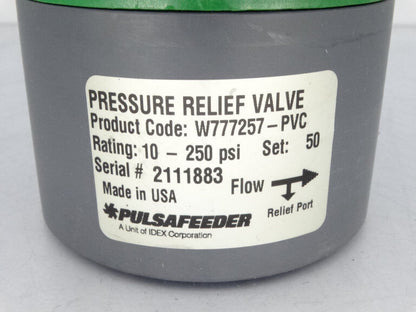 PRESSURE RELIEF VALVE
Product Code: W777257-PVC
Rating: 10 - 250 psi Set: 50
Serial # 2111883
Made in USA
Flow
Relief Port
PULSAFEEDER
A Unit of IDEX Corporation